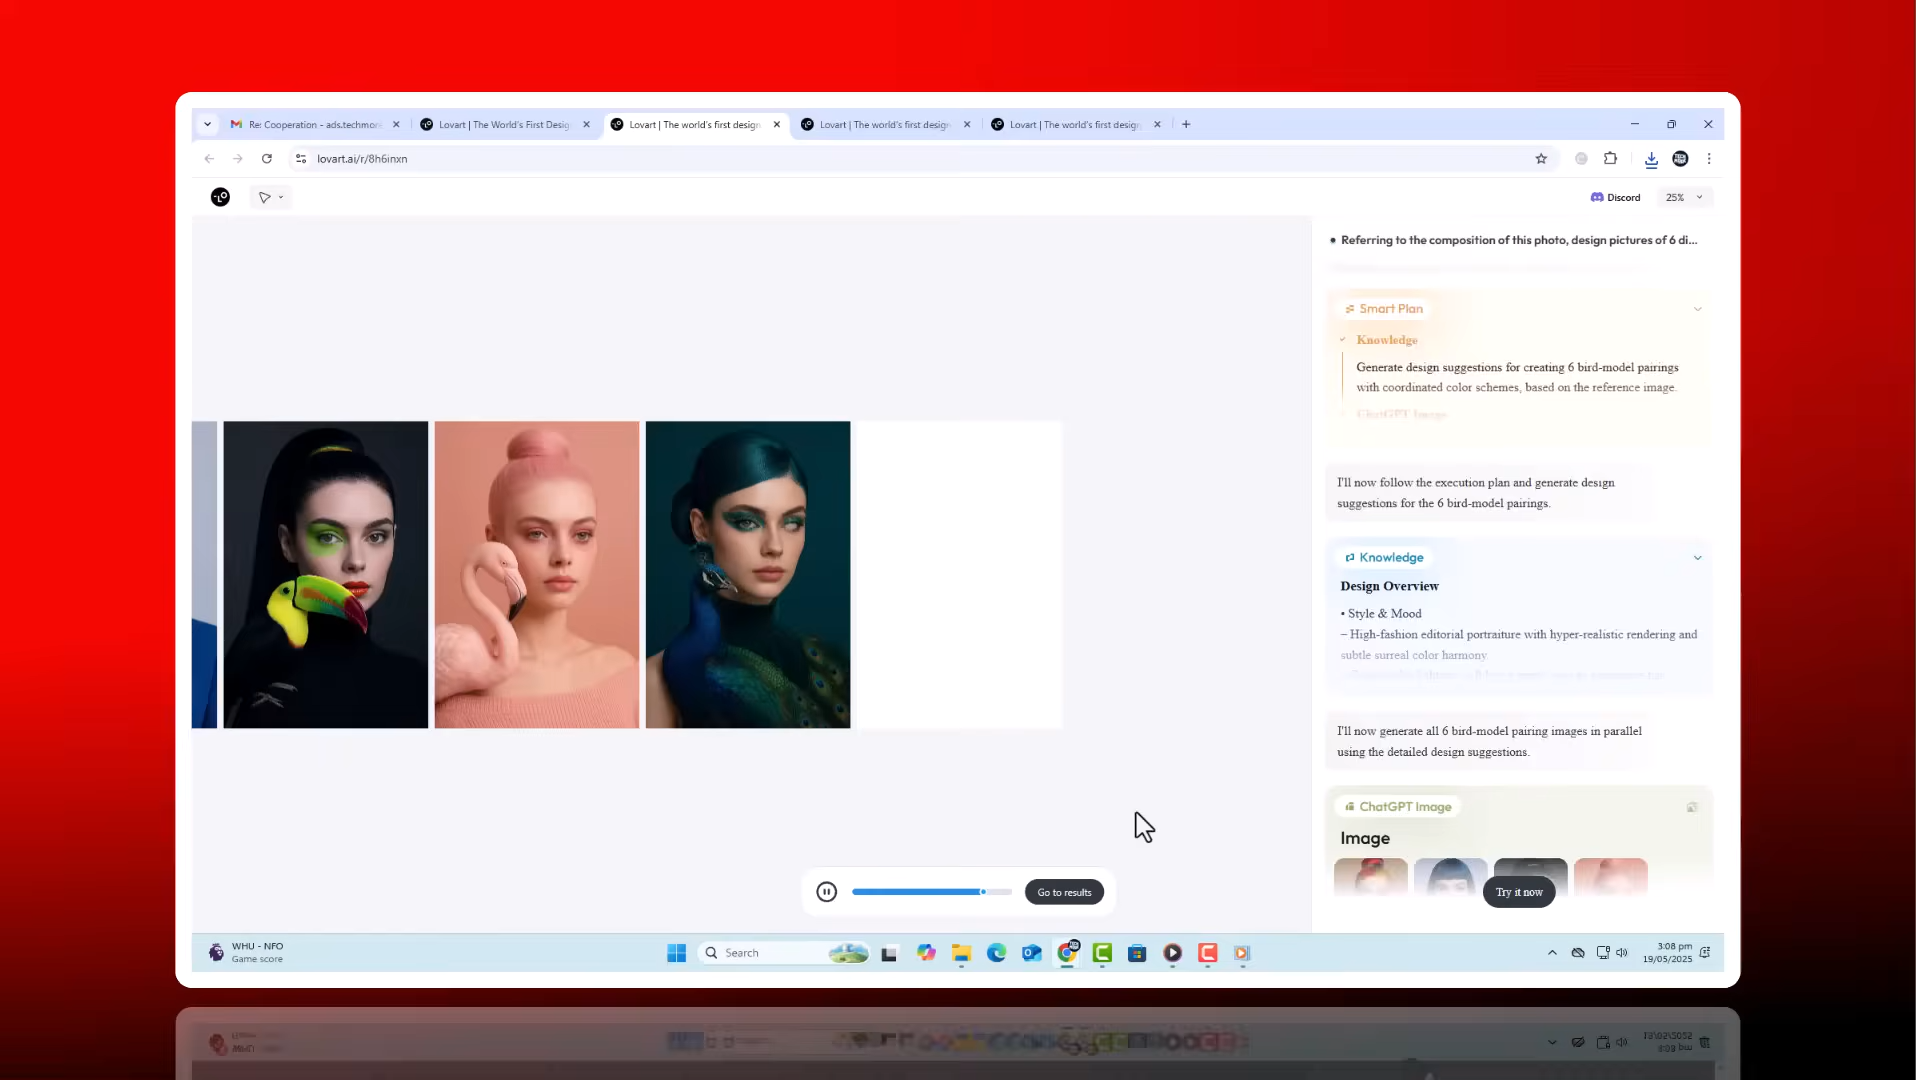 Re: Cooperation - ads.techmore
Lovart | The World's First Desig
Lovart | The world's first design
Lovart | The world's first design
Lovart | The world's first design
lovart.ai/r/8h6inxn
Discord
25%
Referring to the composition of this photo, design pictures of 6 di...
Smart Plan
Knowledge
Generate design suggestions for creating 6 bird-model pairings
with coordinated color schemes, based on the reference image.
ChatGPT Image
I'll now follow the execution plan and generate design
suggestions for the 6 bird-model pairings.
Knowledge
Design Overview
• Style & Mood
– High-fashion editorial portraiture with hyper-realistic rendering and
subtle surreal color harmony
I'll now generate all 6 bird-model pairing images in parallel
using the detailed design suggestions.
ChatGPT Image
Image
Try it now
Go to results
WHU - NFO
Game score
Search
3:08 pm
19/05/2025